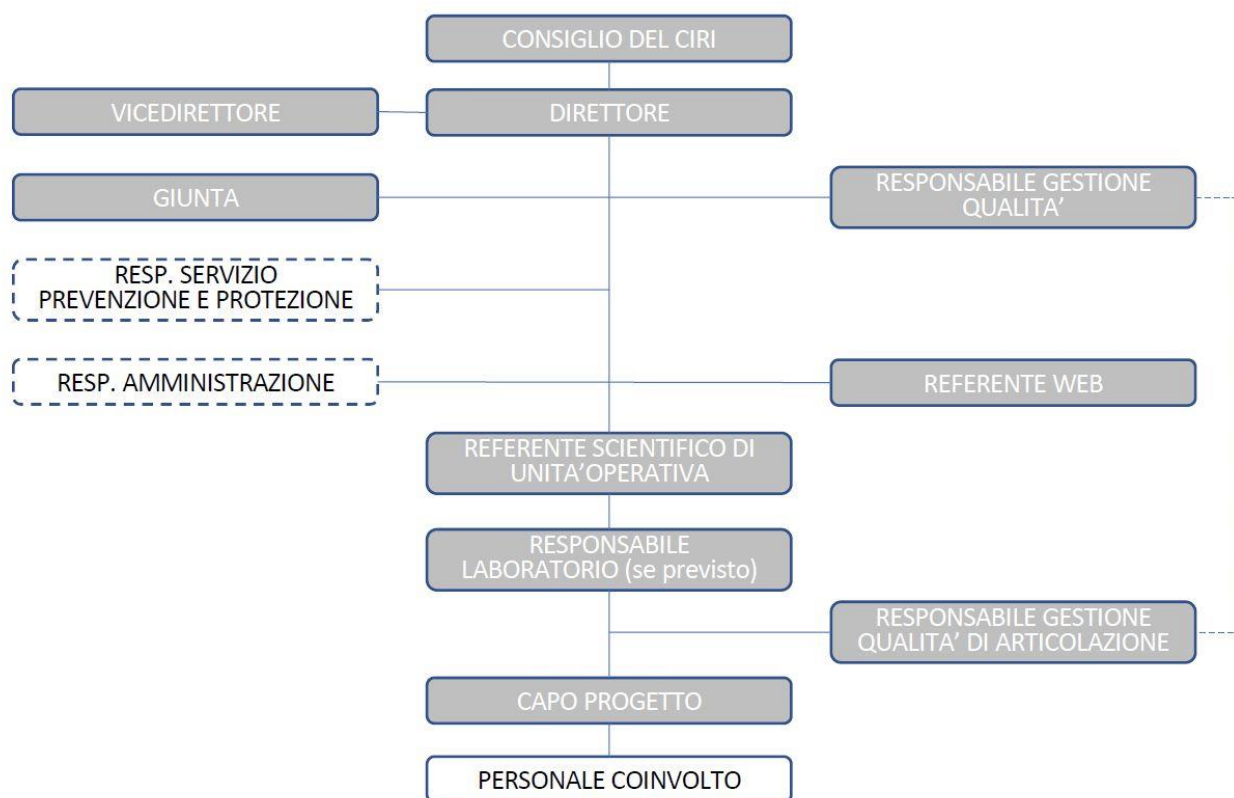 CONSIGLIO DEL CIRI
VICEDIRETTORE
DIRETTORE
GIUNTA
RESPONSABILE GESTIONE
QUALITA’
RESP. SERVIZIO
PREVENZIONE E PROTEZIONE
RESP. AMMINISTRAZIONE
REFERENTE WEB
REFERENTE SCIENTIFICO DI
UNITA’OPERATIVA
RESPONSABILE
LABORATORIO (se previsto)
RESPONSABILE GESTIONE
QUALITA’ DI ARTICOLAZIONE
CAPO PROGETTO
PERSONALE COINVOLTO